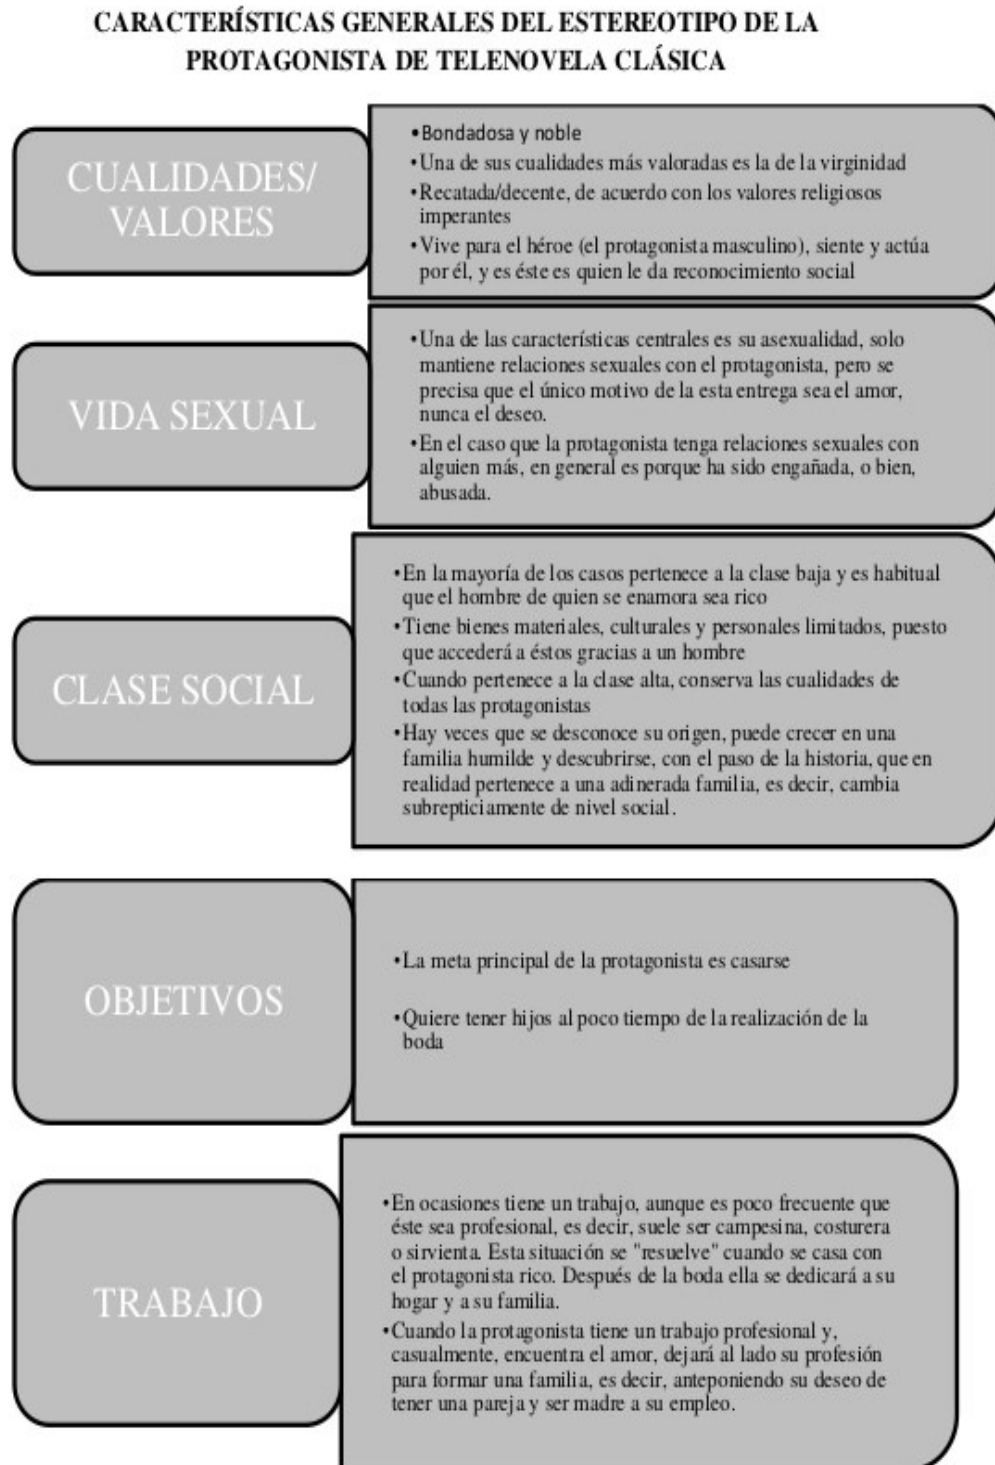 CARACTERÍSTICAS GENERALES DEL ESTEREOTIPO DE LA
PROTAGONISTA DE TELENOVELA CLÁSICA
CUALIDADES/
VALORES
•Bondadosa y noble
•Una de sus cualidades más valoradas es la de la virginidad
•Recatada/decente, de acuerdo con los valores religiosos
imperantes
•Vive para el héroe (el protagonista masculino), siente y actúa
por él, y es éste es quien le da reconocimiento social
VIDA SEXUAL
•Una de las características centrales es su asexualidad, solo
mantiene relaciones sexuales con el protagonista, pero se
precisa que el único motivo de la esta entrega sea el amor,
nunca el deseo.
•En el caso que la protagonista tenga relaciones sexuales con
alguien más, en general es porque ha sido engañada, o bien,
abusada.
CLASE SOCIAL
•En la mayoría de los casos pertenece a la clase baja y es habitual
que el hombre de quien se enamora sea rico
•Tiene bienes materiales, culturales y personales limitados, puesto
que accederá a éstos gracias a un hombre
•Cuando pertenece a la clase alta, conserva las cualidades de
todas las protagonistas
•Hay veces que se desconoce su origen, puede crecer en una
familia humilde y descubrirse, con el paso de la historia, que en
realidad pertenece a una adinerada familia, es decir, cambia
subrepticiamente de nivel social.
OBJETIVOS
•La meta principal de la protagonista es casarse
•Quiere tener hijos al poco tiempo de la realización de la
boda
TRABAJO
•En ocasiones tiene un trabajo, aunque es poco frecuente que
éste sea profesional, es decir, suele ser campesina, costurera
o sirvienta. Esta situación se "resuelve" cuando se casa con
el protagonista rico. Después de la boda ella se dedicará a su
hogar y a su familia.
•Cuando la protagonista tiene un trabajo profesional y,
casualmente, encuentra el amor, dejará al lado su profesión
para formar una familia, es decir, anteponiendo su deseo de
tener una pareja y ser madre a su empleo.